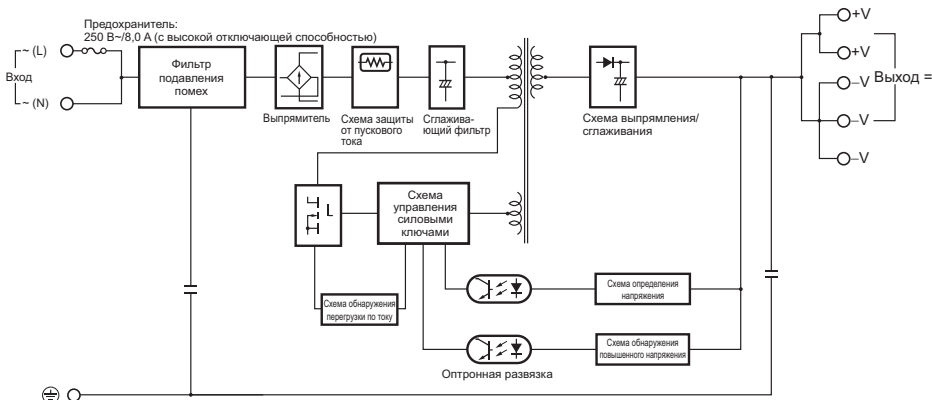 Предохранитель:
250 В~/8,0 А (с высокой отключающей способностью)
~ (L)
Вход
~ (N)
Фильтр
подавления
помех
Выпрямитель
Схема защиты
от пускового
тока
Сглажива-
ющий фильтр
Схема выпрямления/
сглаживания
+V
+V
–V
–V
–V
Выход =
Схема
управления
силовыми
ключами
Схема обнаружения
перегрузки по току
Схема определения
напряжения
Схема обнаружения
повышенного напряжения
Оптронная развязка